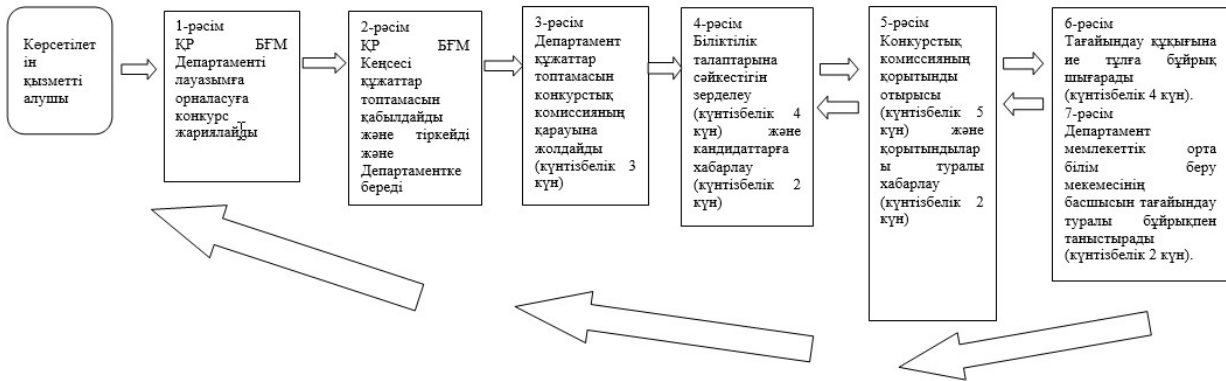 Көрсетілет
ін
қызметті
алушы
1-рәсім
ҚР БҒМ
Департаменті
лауазымға
орналасуға
конкурс
жариялайды
2-рәсім
ҚР БҒМ
Кеңсесі
құжаттар
топтамасын
қабылдайды
және тіркейді
және
Департаментке
береді
3-рәсім
Департамент
құжаттар
топтамасын
конкурстық
комиссияның
қарауына
жолдайды
(күнтізбелік 3
күн)
4-рәсім
Біліктілік
талаптарына
сәйкестігін
зерделеу
(күнтізбелік 4
күн) және
кандидаттарға
хабарлау
(күнтізбелік 2
күн)
5-рәсім
Конкурстық
комиссияның
қорытынды
отырысы
(күнтізбелік 5
күн) және
қорытындылар
ы туралы
хабарлау
(күнтізбелік 2
күн)
6-рәсім
Тағайындау құқығына
ие тұлға бұйрық
шығарады
(күнтізбелік 4 күн).
7-рәсім
Департамент
мемлекеттік орта
білім беру
мекемесінің
басшысын тағайындау
туралы бұйрықпен
таныстырады
(күнтізбелік 2 күн).